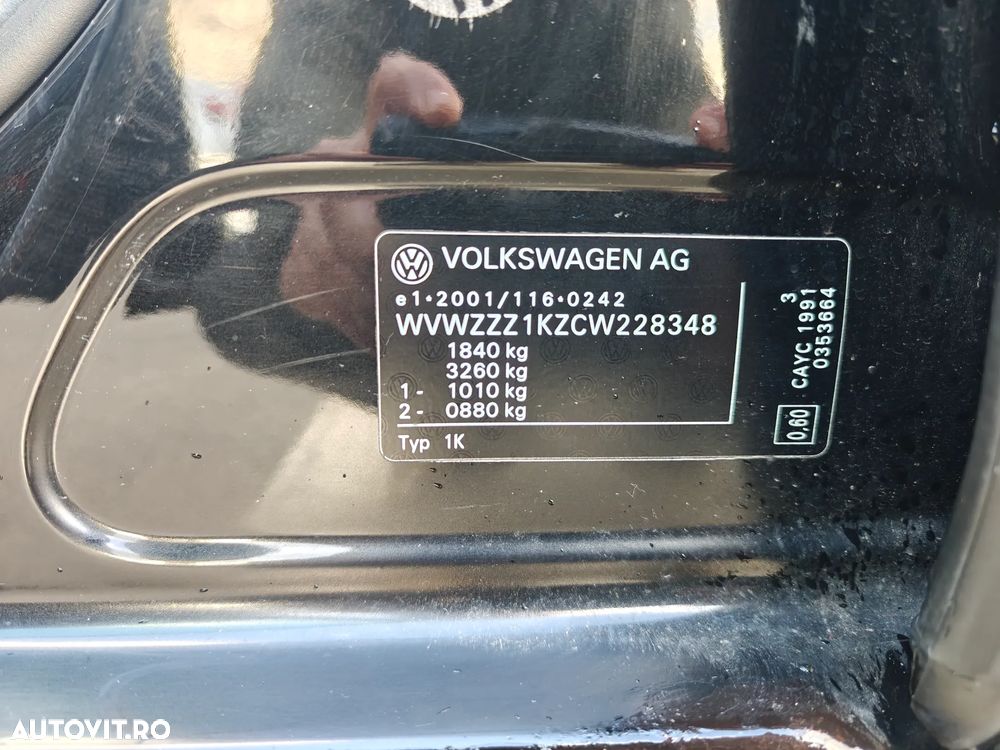 VOLKSWAGEN AG
e1*2001/116*0242
WVWZZZ1KZCW228348
1840 kg
3260 kg
1 - 1010 kg
2 - 0880 kg
Typ 1K
3
CAYC 1991
0353664
0,60
AUTOVIT.RO